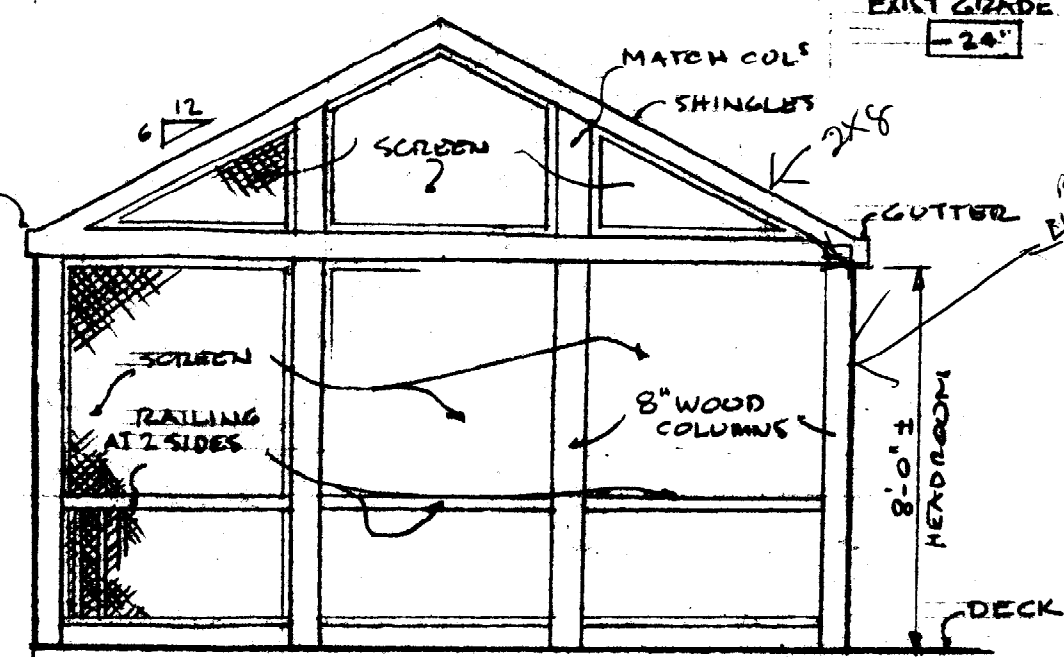 EXIST GRADE
-24"
MATCH COLS
SHINGLES
2x8
12
6
SCREEN
GUTTER
SCREEN
RAILING
AT 2 SIDES
8" WOOD
COLUMNS
8'-0" ±
HEADROOM
DECK